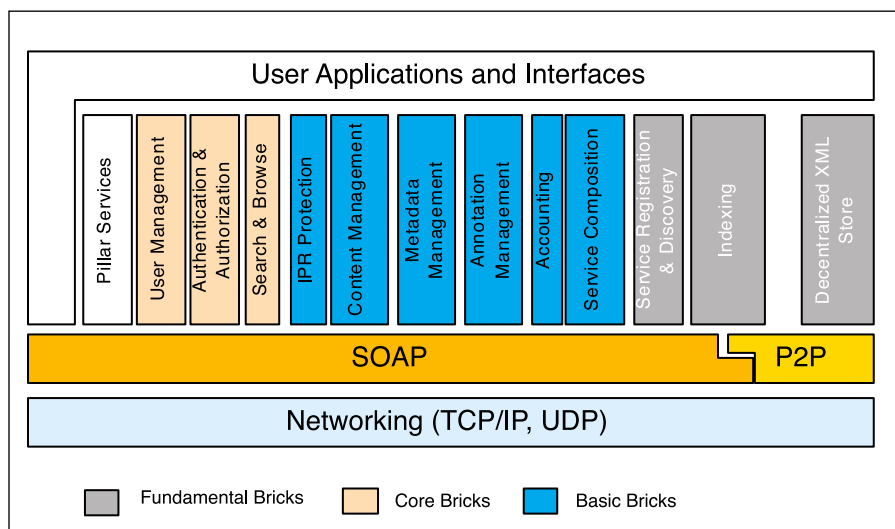 User Applications and Interfaces
Pillar Services
User Management
Authentication &
Authorization
Search & Browse
IPR Protection
Content Management
Metadata
Management
Annotation
Management
Accounting
Service Composition
Service Registration
& Discovery
Indexing
Decentralized XML
Store
SOAP
P2P
Networking (TCP/IP, UDP)
Fundamental Bricks
Core Bricks
Basic Bricks